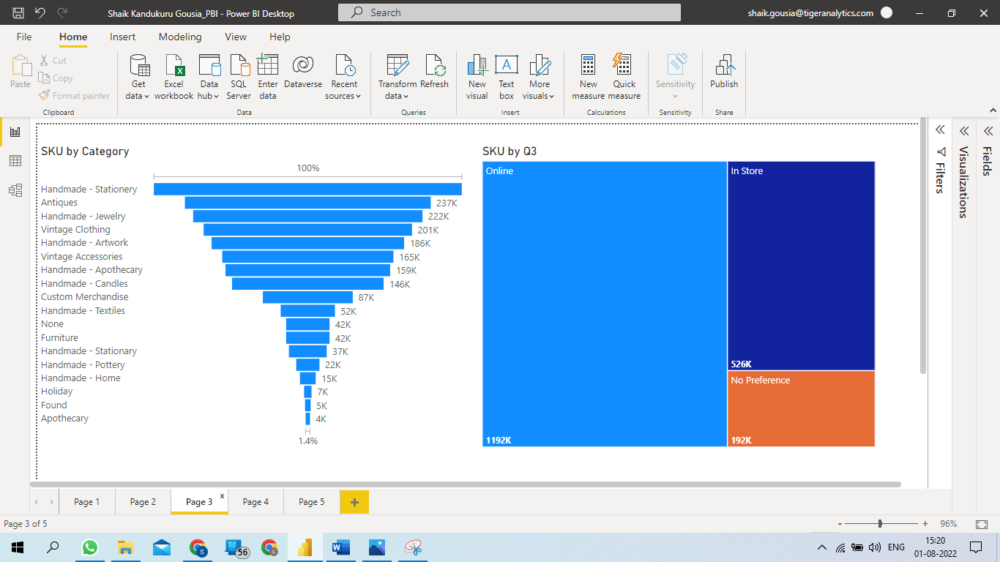 Shaik Kandukuru Gousia_PBI - Power BI Desktop
Search
shaik.gousia@tigeranalytics.com
File Home Insert Modeling View Help
Paste
Cut
Copy
Format painter
Clipboard
Get data
Excel workbook
Data hub
SQL Server
Enter data
Dataverse
Recent sources
Data
Transform data
Refresh
Queries
New visual
Text box
More visuals
Insert
New measure
Quick measure
Calculations
Sensitivity
Sensitivity
Publish
Share
SKU by Category
100%
Handmade - Stationery
Antiques 237K
Handmade - Jewelry 222K
Vintage Clothing 201K
Handmade - Artwork 186K
Vintage Accessories 165K
Handmade - Apothecary 159K
Handmade - Candles 146K
Custom Merchandise 87K
Handmade - Textiles 52K
None 42K
Furniture 42K
Handmade - Stationary 37K
Handmade - Pottery 22K
Handmade - Home 15K
Holiday 7K
Found 5K
Apothecary 4K
1.4%
SKU by Q3
Online
1192K
In Store
526K
No Preference
192K
Filters
Visualizations
Fields
Page 1 Page 2 Page 3 x Page 4 Page 5
Page 3 of 5
- + 96%
S
56
G
W
ENG
15:20
01-08-2022